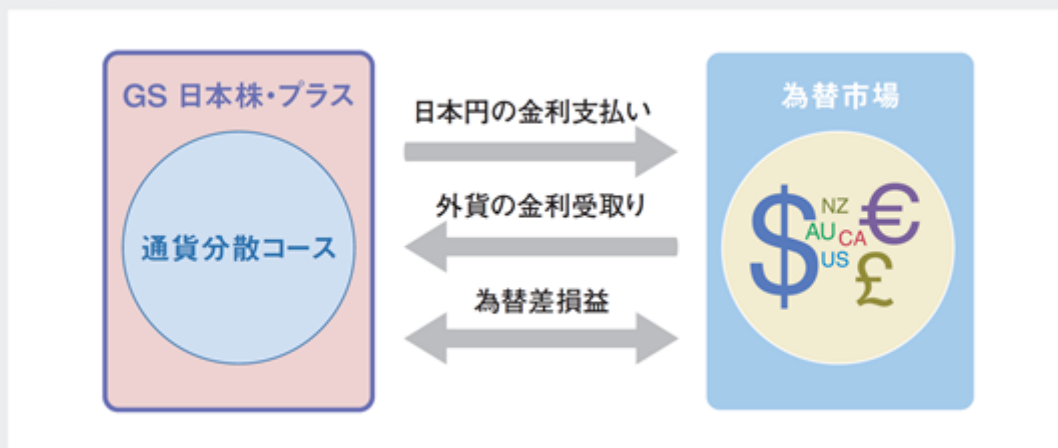 GS 日本株・プラス
通貨分散コース
日本円の金利支払い
外貨の金利受取り
為替差損益
為替市場
$ NZ AU CA US € £